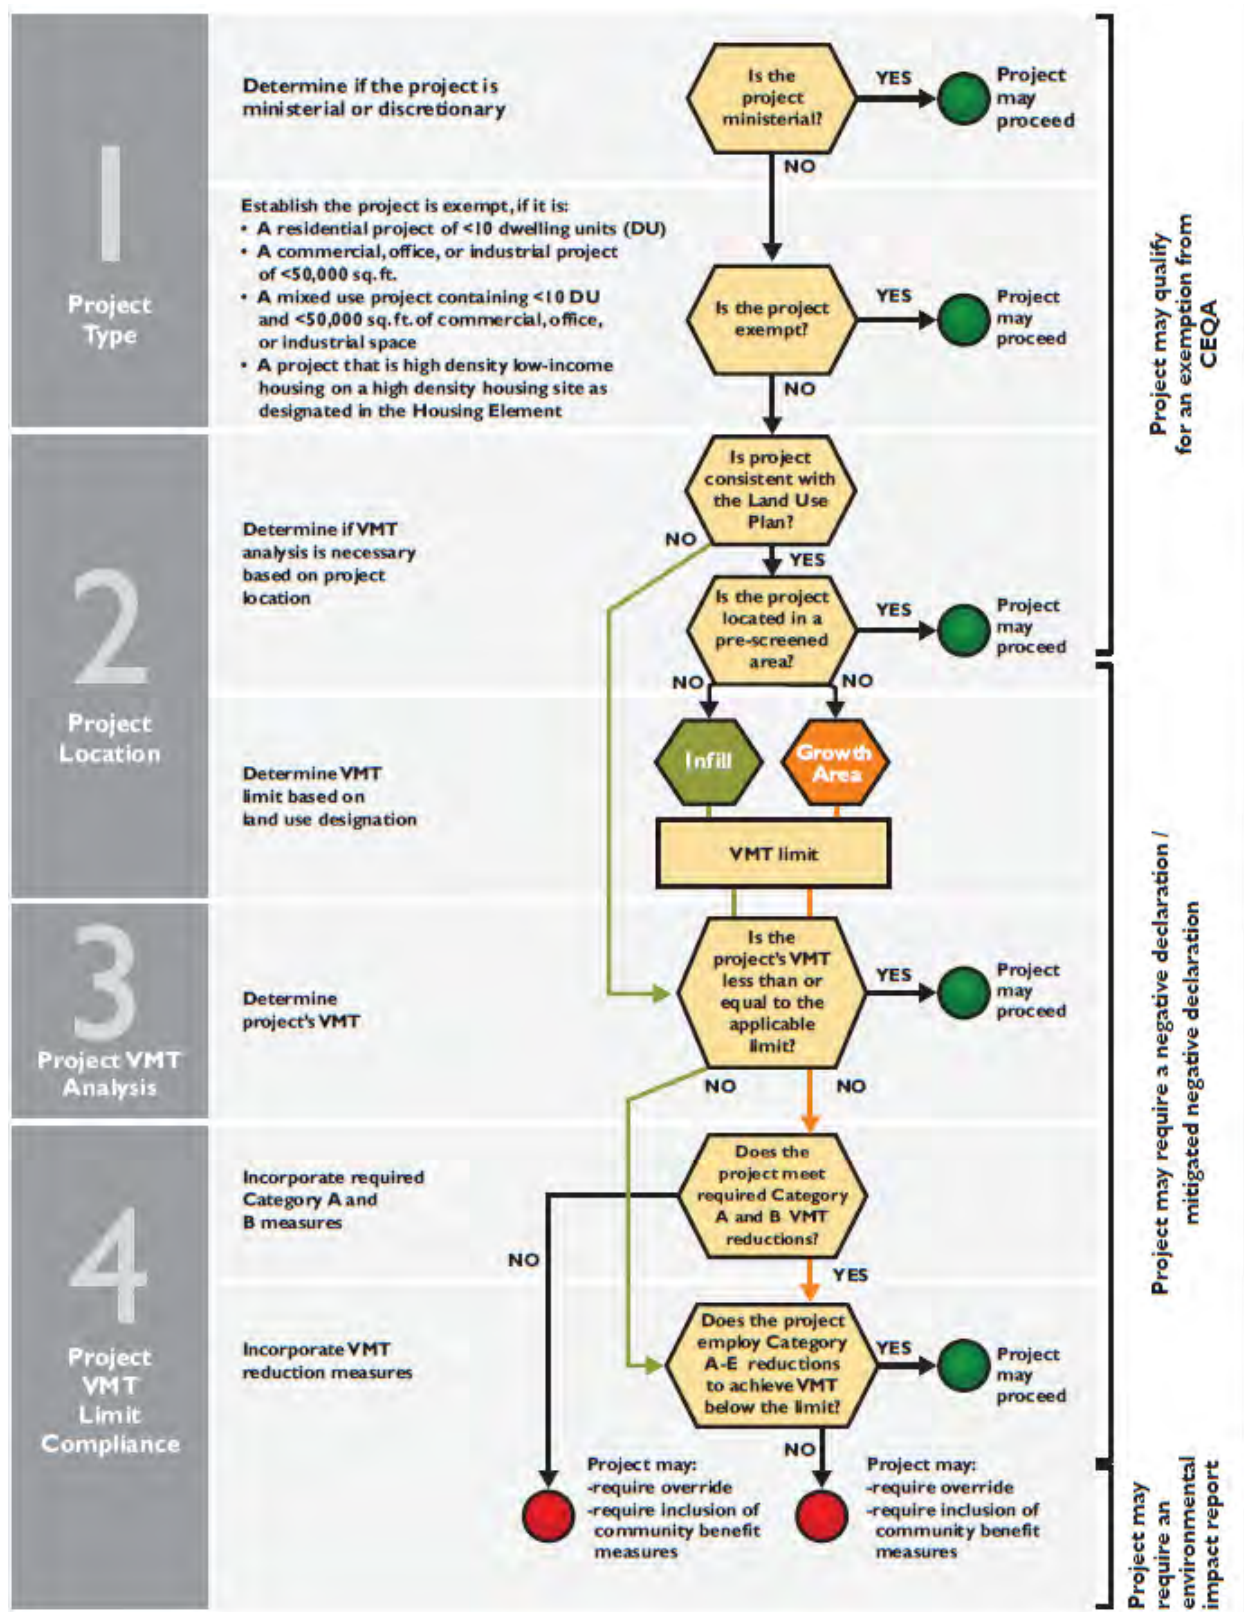 1
Project
Type
Determine if the project is
ministerial or discretionary
Is the
project
ministerial?
YES
Project
may
proceed
NO
Establish the project is exempt, if it is:
• A residential project of <10 dwelling units (DU)
• A commercial, office, or industrial project
of <50,000 sq. ft.
• A mixed use project containing <10 DU
and <50,000 sq. ft. of commercial, office,
or industrial space
• A project that is high density low-income
housing on a high density housing site as
designated in the Housing Element
Is the project
exempt?
YES
Project
may
proceed
NO
Project may qualify
for an exemption from
CEQA
2
Project
Location
Determine if VMT
analysis is necessary
based on project
location
Is project
consistent with
the Land Use
Plan?
NO
YES
Is the project
located in a
pre-screened
area?
YES
Project
may
proceed
NO
NO
Determine VMT
limit based on
land use designation
Infill
Growth
Area
VMT limit
3
Project VMT
Analysis
Determine
project's VMT
Is the
project's VMT
less than or
equal to the
applicable
limit?
YES
Project
may
proceed
NO
NO
Project may require a negative declaration /
mitigated negative declaration
4
Project
VMT
Limit
Compliance
Incorporate required
Category A and
B measures
Does the
project meet
required Category
A and B VMT
reductions?
NO
YES
Incorporate VMT
reduction measures
Does the project
employ Category
A-E reductions
to achieve VMT
below the limit?
YES
Project
may
proceed
NO
Project may:
-require override
-require inclusion of
community benefit
measures
Project may:
-require override
-require inclusion of
community benefit
measures
Project may
require an
environmental
impact report